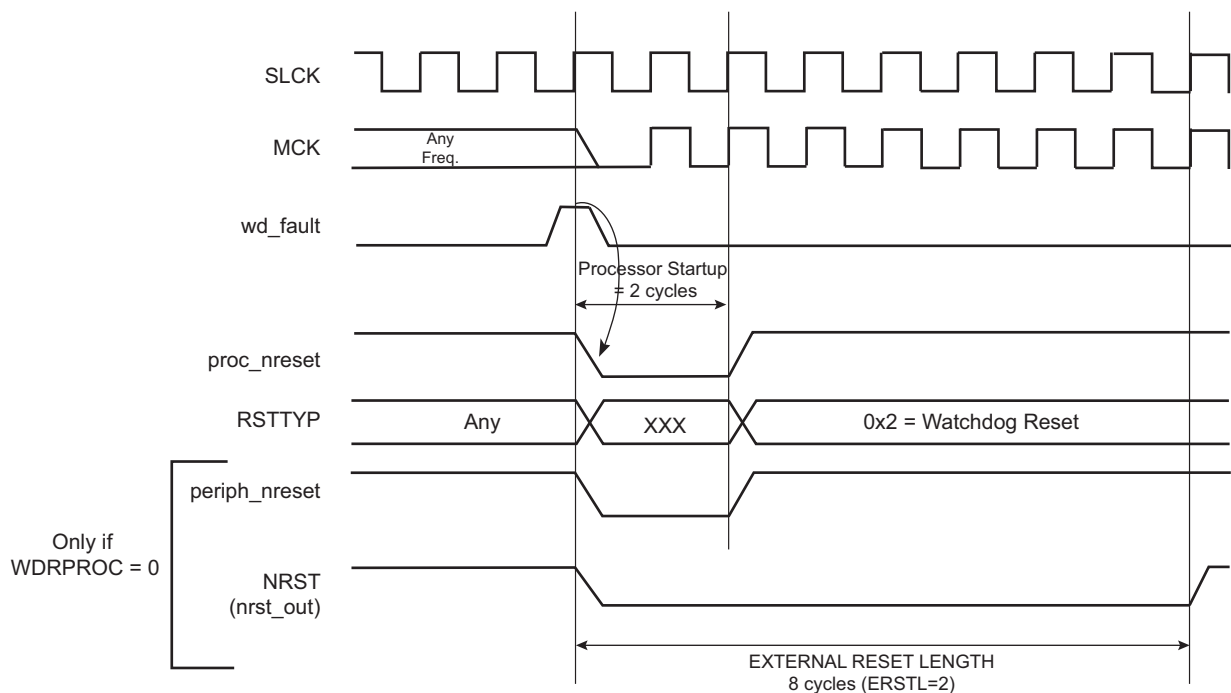 SLCK
MCK
Any
Freq.
wd_fault
Processor Startup
= 2 cycles
proc_nreset
RSTTYP
Any
XXX
0x2 = Watchdog Reset
periph_nreset
Only if
WDRPROC = 0
NRST
(nrst_out)
EXTERNAL RESET LENGTH
8 cycles (ERSTL=2)